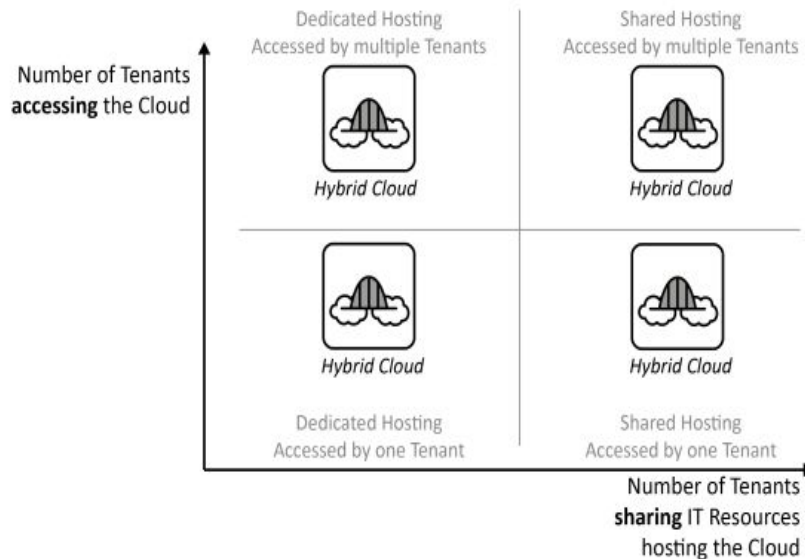 Dedicated Hosting
Accessed by multiple Tenants
Shared Hosting
Accessed by multiple Tenants
Number of Tenants
accessing the Cloud
Hybrid Cloud
Hybrid Cloud
Hybrid Cloud
Hybrid Cloud
Dedicated Hosting
Accessed by one Tenant
Shared Hosting
Accessed by one Tenant
Number of Tenants
sharing IT Resources
hosting the Cloud